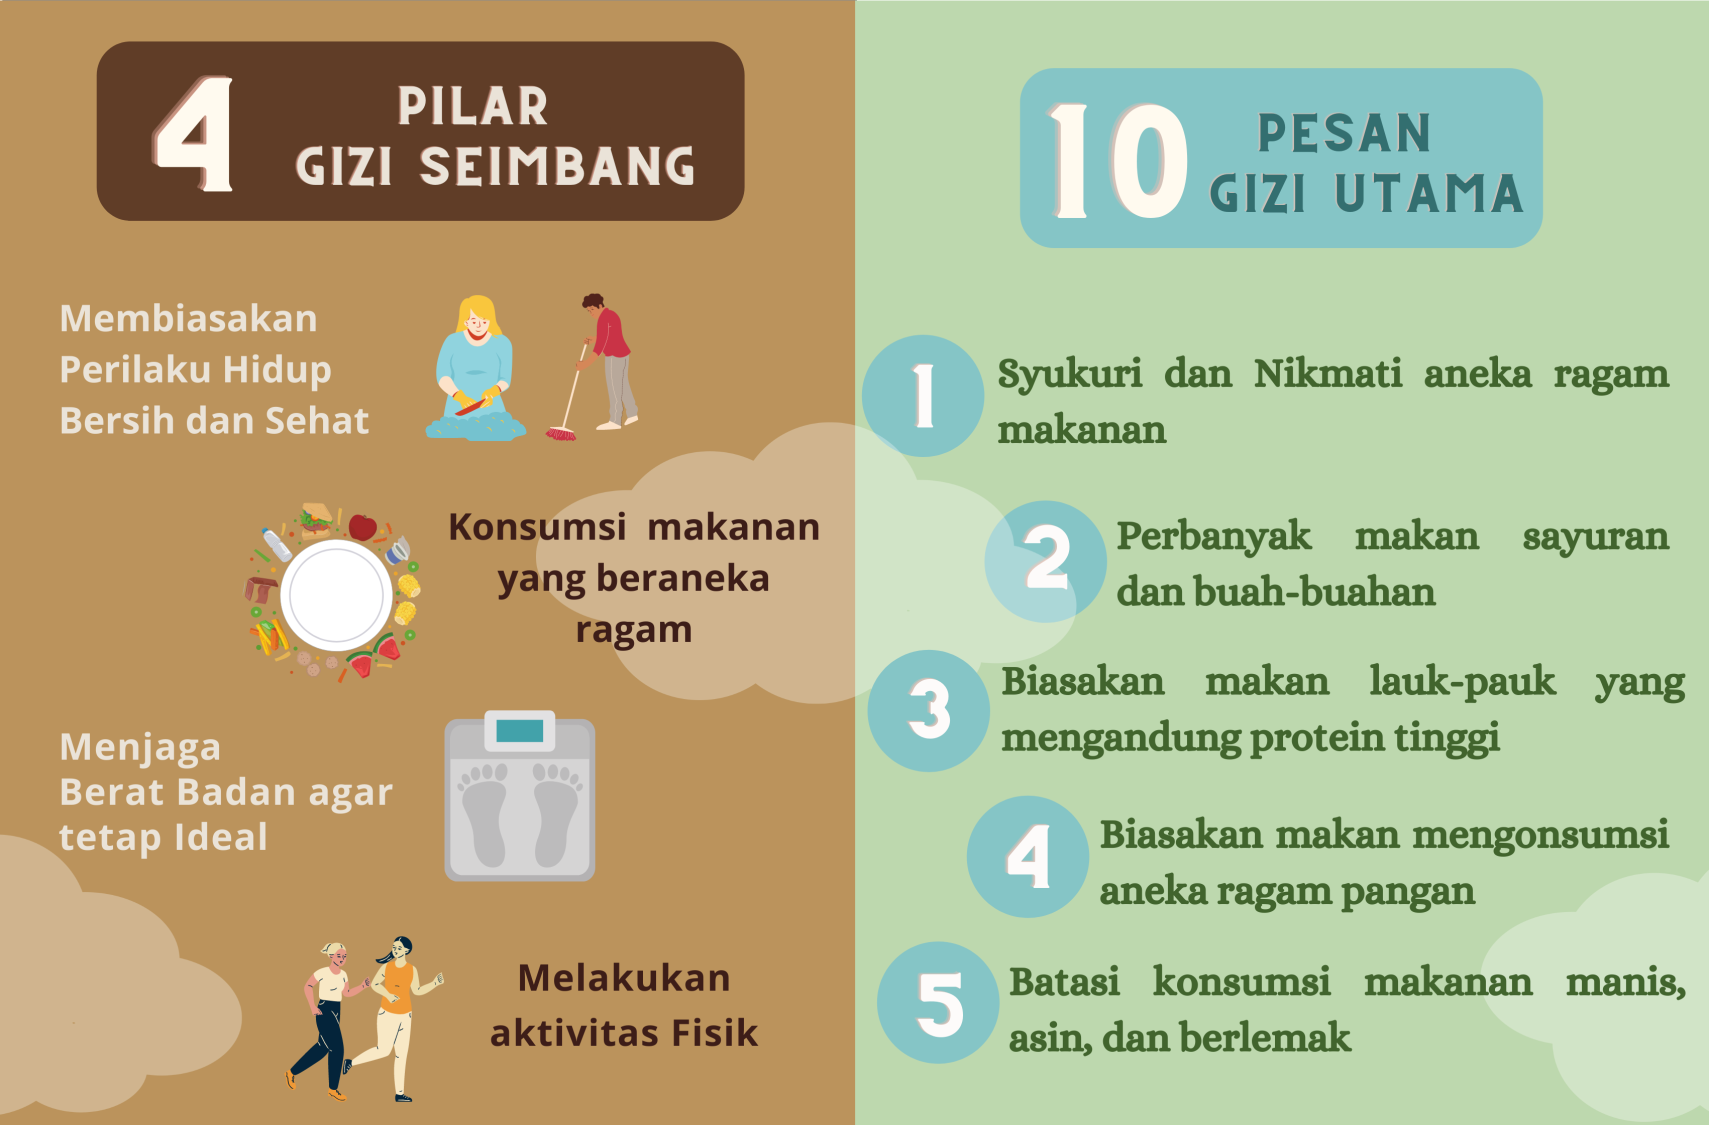 4
PILAR
GIZI SEIMBANG
Membiasakan
Perilaku Hidup
Bersih dan Sehat
Konsumsi makanan
yang beraneka
ragam
Menjaga
Berat Badan agar
tetap Ideal
Melakukan
aktivitas Fisik
10
PESAN
GIZI UTAMA
1
Syukuri dan Nikmati aneka ragam
makanan
2
Perbanyak makan sayuran
dan buah-buahan
3
Biasakan makan lauk-pauk yang
mengandung protein tinggi
4
Biasakan makan mengonsumsi
aneka ragam pangan
5
Batasi konsumsi makanan manis,
asin, dan berlemak